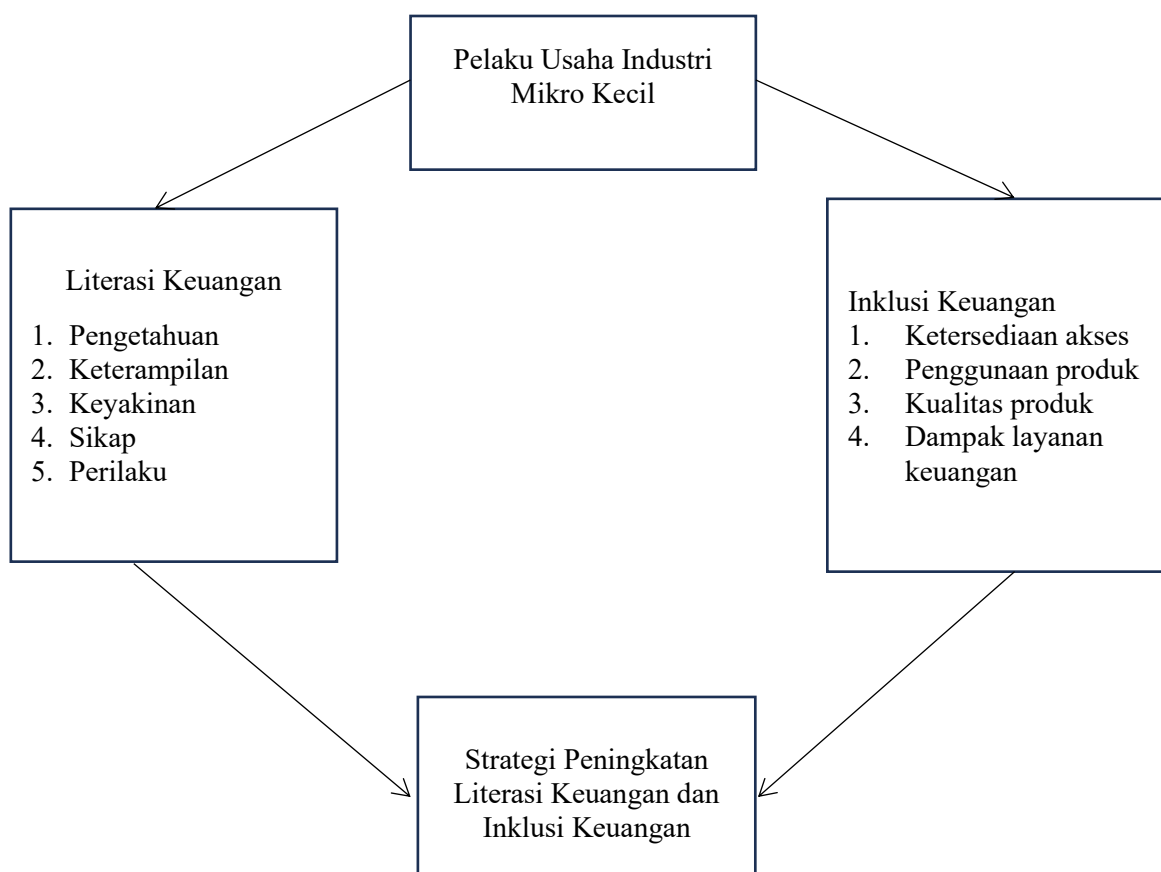 Pelaku Usaha Industri
Mikro Kecil
Literasi Keuangan
1. Pengetahuan
2. Keterampilan
3. Keyakinan
4. Sikap
5. Perilaku
Inklusi Keuangan
1. Ketersediaan akses
2. Penggunaan produk
3. Kualitas produk
4. Dampak layanan
keuangan
Strategi Peningkatan
Literasi Keuangan dan
Inklusi Keuangan